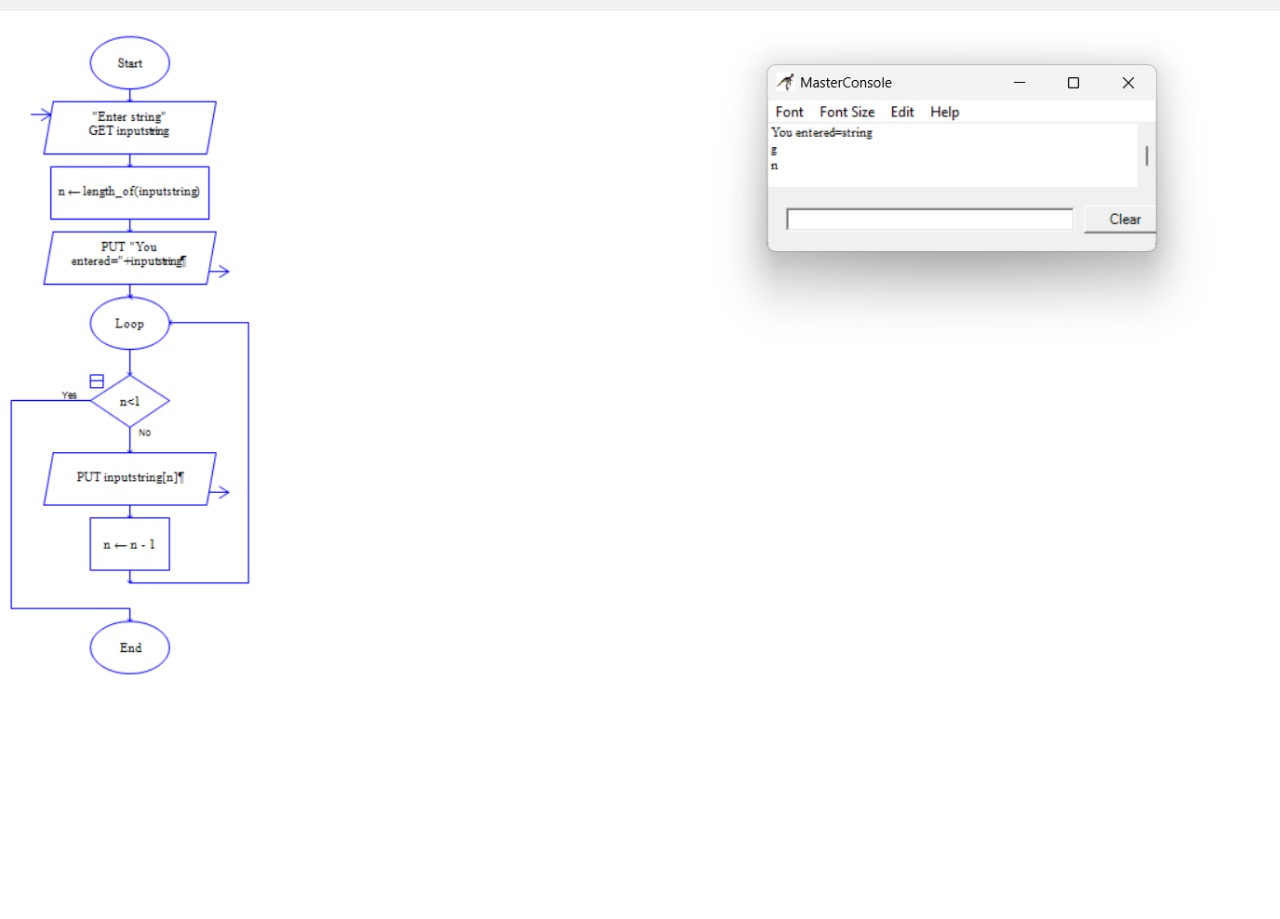 Start
"Enter string"
GET inputstring
n ← length_of(inputstring)
PUT "You
entered="+inputstring¶
Loop
Yes
n<1
No
PUT inputstring[n]¶
n ← n - 1
End
MasterConsole
Font Font Size Edit Help
You entered=string
g
n
Clear